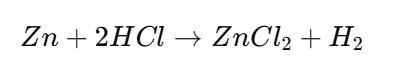 Zn + 2HCl → ZnCl₂ + H₂